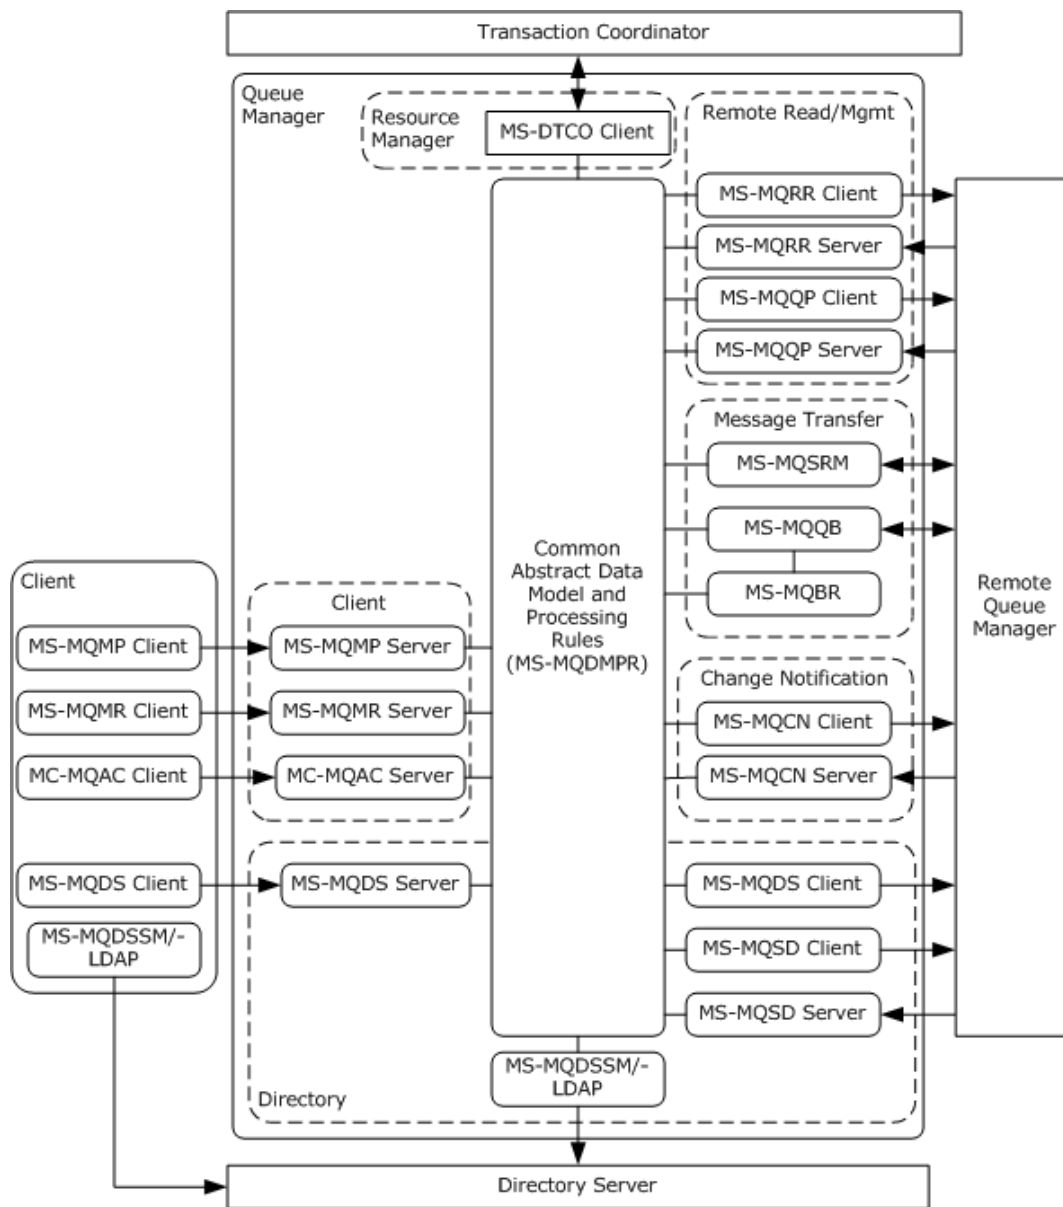 Transaction Coordinator
Queue
Manager
Resource
Manager
MS-DTCO Client
Remote Read/Mgmt
MS-MQRR Client
MS-MQRR Server
MS-MQQP Client
MS-MQQP Server
Message Transfer
MS-MQSRM
MS-MQQB
MS-MQBR
Common
Abstract Data
Model and
Processing
Rules
(MS-MQDMPR)
Remote
Queue
Manager
Client
MS-MQMP Client
MS-MQMR Client
MC-MQAC Client
MS-MQDS Client
MS-MQDSSM/-
LDAP
Client
MS-MQMP Server
MS-MQMR Server
MC-MQAC Server
Change Notification
MS-MQCN Client
MS-MQCN Server
MS-MQDS Server
MS-MQDS Client
MS-MQSD Client
MS-MQSD Server
MS-MQDSSM/-
LDAP
Directory
Directory Server